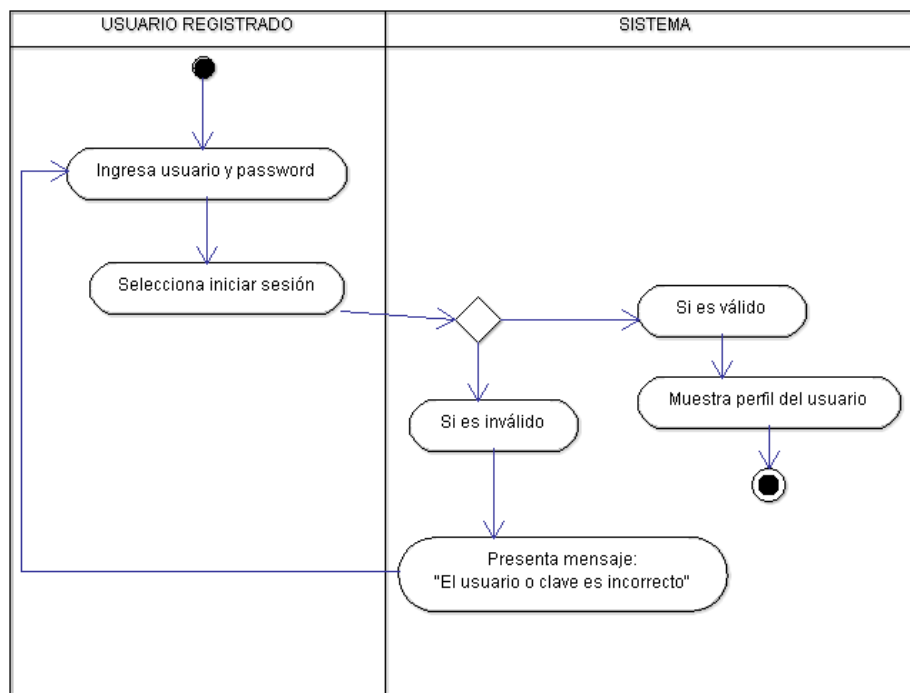 USUARIO REGISTRADO
SISTEMA
Ingresa usuario y password
Selecciona iniciar sesión
Si es válido
Muestra perfil del usuario
Si es inválido
Presenta mensaje:
"El usuario o clave es incorrecto"